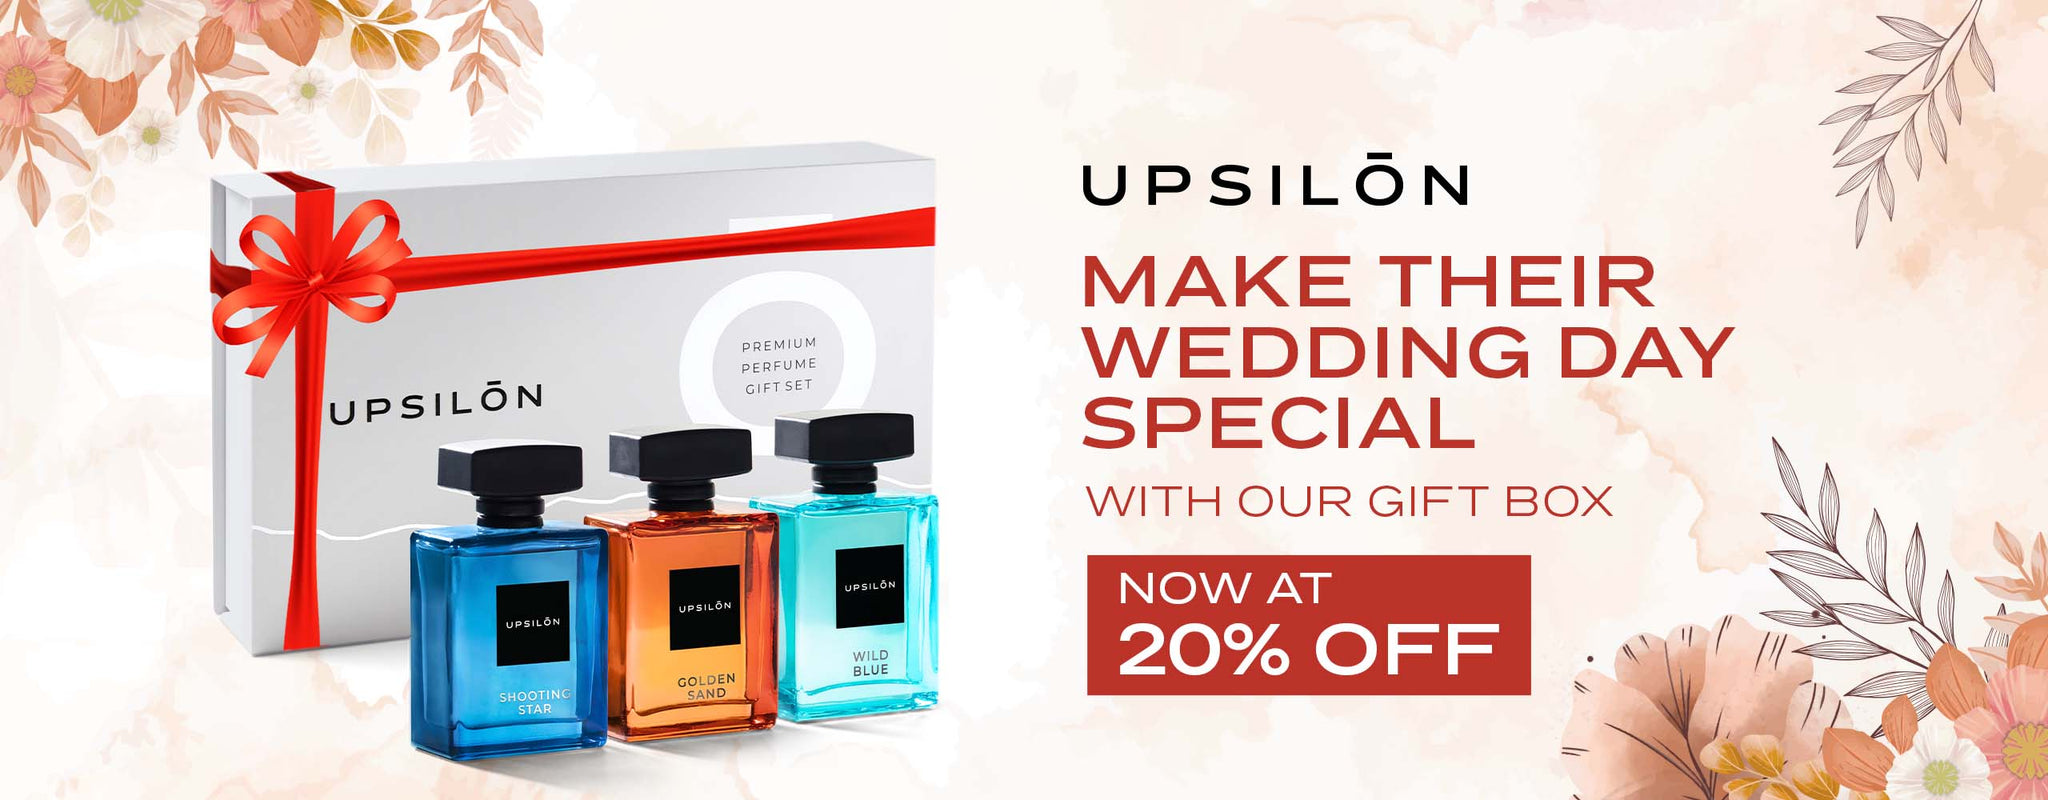 UPSILŌN
PREMIUM
PERFUME
GIFT SET
UPSILŌN
SHOOTING
STAR
UPSILŌN
GOLDEN
SAND
UPSILŌN
WILD
BLUE
UPSILŌN
MAKE THEIR
WEDDING DAY
SPECIAL
WITH OUR GIFT BOX
NOW AT
20% OFF